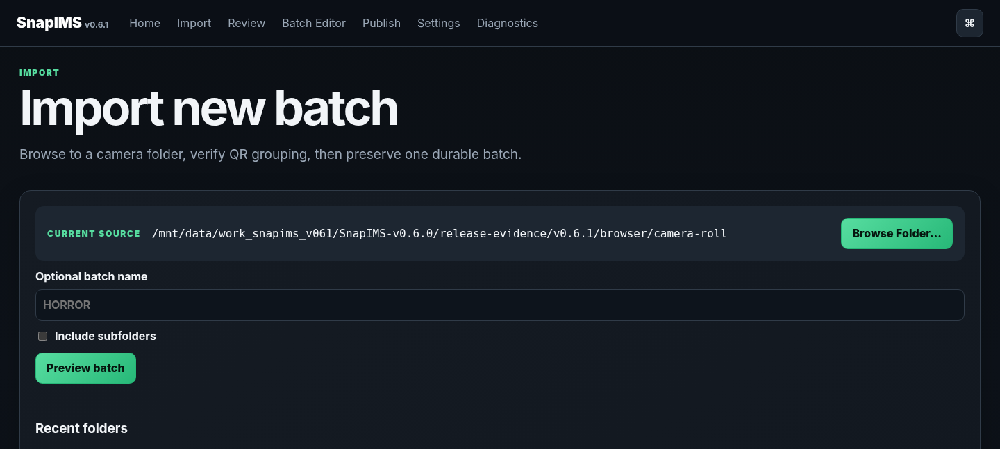 SnapIMS v0.6.1 Home Import Review Batch Editor Publish Settings Diagnostics ⌘
IMPORT
Import new batch
Browse to a camera folder, verify QR grouping, then preserve one durable batch.
CURRENT SOURCE /mnt/data/work_snapims_v061/SnapIMS-v0.6.0/release-evidence/v0.6.1/browser/camera-roll Browse Folder...
Optional batch name
HORROR
Include subfolders
Preview batch
Recent folders